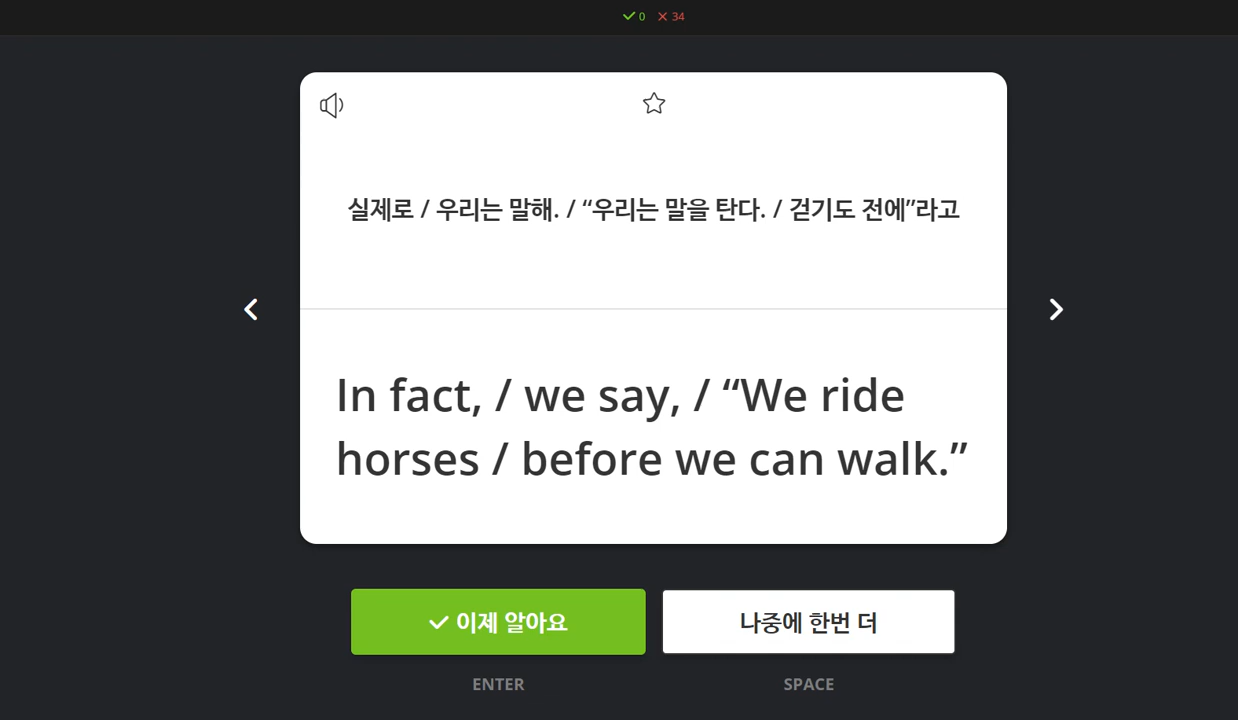 0 34
실제로 / 우리는 말해. / “우리는 말을 탄다. / 걷기도 전에”라고
In fact, / we say, / “We ride
horses / before we can walk.”
이제 알아요 나중에 한번 더
ENTER SPACE